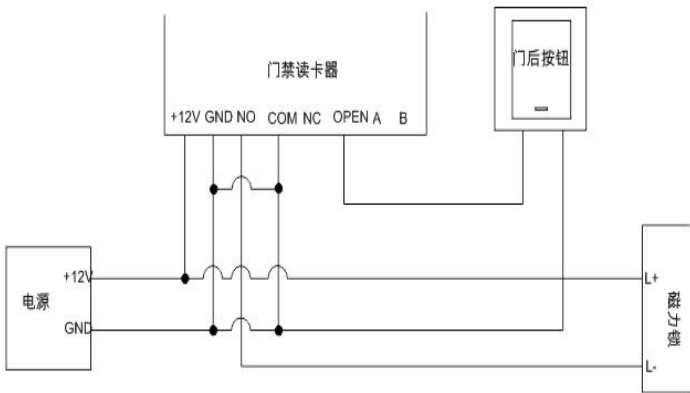 门禁读卡器
门后按钮
+12V GND NO COM NC OPEN A B
+12V
电源
GND
L+
磁力锁
L-